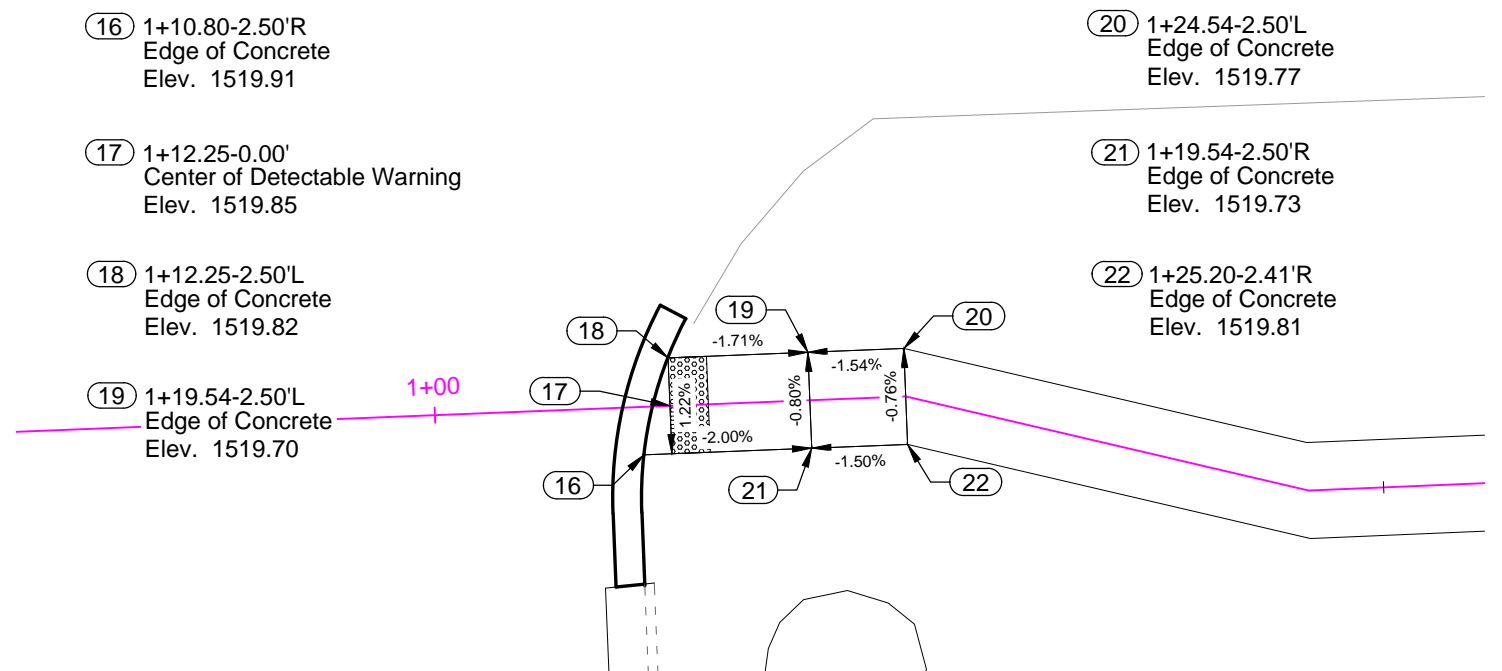 16 1+10.80-2.50'R
Edge of Concrete
Elev. 1519.91
17 1+12.25-0.00'
Center of Detectable Warning
Elev. 1519.85
18 1+12.25-2.50'L
Edge of Concrete
Elev. 1519.82
19 1+19.54-2.50'L
Edge of Concrete
Elev. 1519.70
20 1+24.54-2.50'L
Edge of Concrete
Elev. 1519.77
21 1+19.54-2.50'R
Edge of Concrete
Elev. 1519.73
22 1+25.20-2.41'R
Edge of Concrete
Elev. 1519.81
1+00
18
19
20
-1.71%
-1.54%
17
1.22%
-0.80%
-0.76%
-2.00%
-1.50%
16
21
22